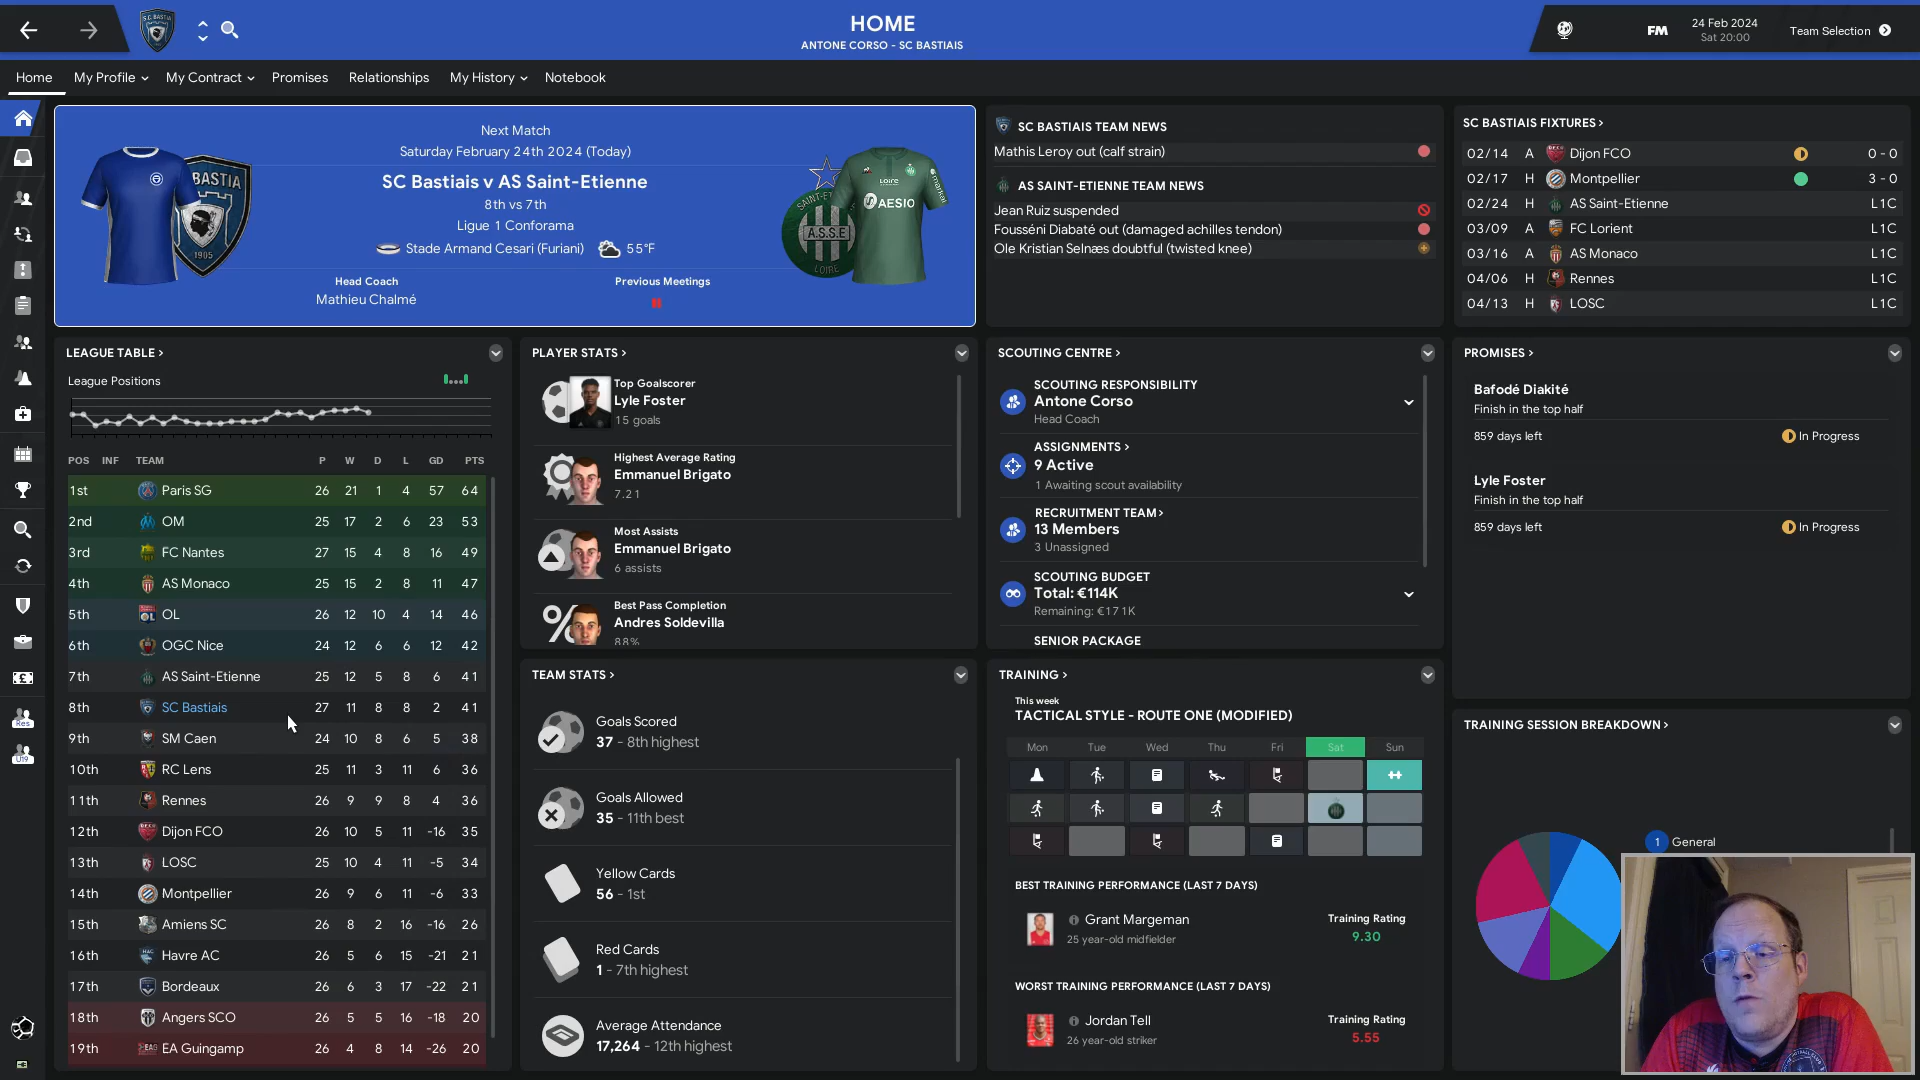 HOME
ANTONE CORSO - SC BASTIAIS
FM
24 Feb 2024
Sat 20:00
Team Selection
Home
My Profile
My Contract
Promises
Relationships
My History
Notebook
Next Match
Saturday February 24th 2024 (Today)
SC Bastiais v AS Saint-Etienne
8th vs 7th
Ligue 1 Conforama
Stade Armand Cesari (Furiani)
55°F
Head Coach
Mathieu Chalmé
Previous Meetings
BASTIA
1905
A.S.S.E
LOIRE
Loire
AESIO
SC BASTIAIS TEAM NEWS
Mathis Leroy out (calf strain)
AS SAINT-ETIENNE TEAM NEWS
Jean Ruiz suspended
Fousséni Diabaté out (damaged achilles tendon)
Ole Kristian Selnæs doubtful (twisted knee)
SC BASTIAIS FIXTURES >
02/14 A Dijon FCO 0 - 0
02/17 H Montpellier 3 - 0
02/24 H AS Saint-Etienne L1C
03/09 A FC Lorient L1C
03/16 A AS Monaco L1C
04/06 H Rennes L1C
04/13 H LOSC L1C
LEAGUE TABLE >
League Positions
POS INF TEAM P W D L GD PTS
1st Paris SG 26 21 1 4 57 64
2nd OM 25 17 2 6 23 53
3rd FC Nantes 27 15 4 8 16 49
4th AS Monaco 25 15 2 8 11 47
5th OL 26 12 10 4 14 46
6th OGC Nice 24 12 6 6 12 42
7th AS Saint-Etienne 25 12 5 8 6 41
8th SC Bastiais 27 11 8 8 2 41
9th SM Caen 24 10 8 6 5 38
10th RC Lens 25 11 3 11 6 36
11th Rennes 26 9 9 8 4 36
12th Dijon FCO 26 10 5 11 -16 35
13th LOSC 25 10 4 11 -5 34
14th Montpellier 26 9 6 11 -6 33
15th Amiens SC 26 8 2 16 -16 26
16th Havre AC 26 5 6 15 -21 21
17th Bordeaux 26 6 3 17 -22 21
18th Angers SCO 26 5 5 16 -18 20
19th EA Guingamp 26 4 8 14 -26 20
PLAYER STATS >
Top Goalscorer
Lyle Foster
15 goals
Highest Average Rating
Emmanuel Brigato
7.21
Most Assists
Emmanuel Brigato
6 assists
Best Pass Completion
Andres Soldevilla
88%
TEAM STATS >
Goals Scored
37 - 8th highest
Goals Allowed
35 - 11th best
Yellow Cards
56 - 1st
Red Cards
1 - 7th highest
Average Attendance
17,264 - 12th highest
SCOUTING CENTRE >
SCOUTING RESPONSIBILITY
Antone Corso
Head Coach
ASSIGNMENTS >
9 Active
1 Awaiting scout availability
RECRUITMENT TEAM >
13 Members
3 Unassigned
SCOUTING BUDGET
Total: €114K
Remaining: €171K
SENIOR PACKAGE
TRAINING >
This week
TACTICAL STYLE - ROUTE ONE (MODIFIED)
Mon Tue Wed Thu Fri Sat Sun
BEST TRAINING PERFORMANCE (LAST 7 DAYS)
Grant Margeman
25 year-old midfielder
Training Rating
9.30
WORST TRAINING PERFORMANCE (LAST 7 DAYS)
Jordan Tell
26 year-old striker
Training Rating
5.55
PROMISES >
Bafodé Diakité
Finish in the top half
859 days left
In Progress
Lyle Foster
Finish in the top half
859 days left
In Progress
TRAINING SESSION BREAKDOWN >
1 General
Res
U19